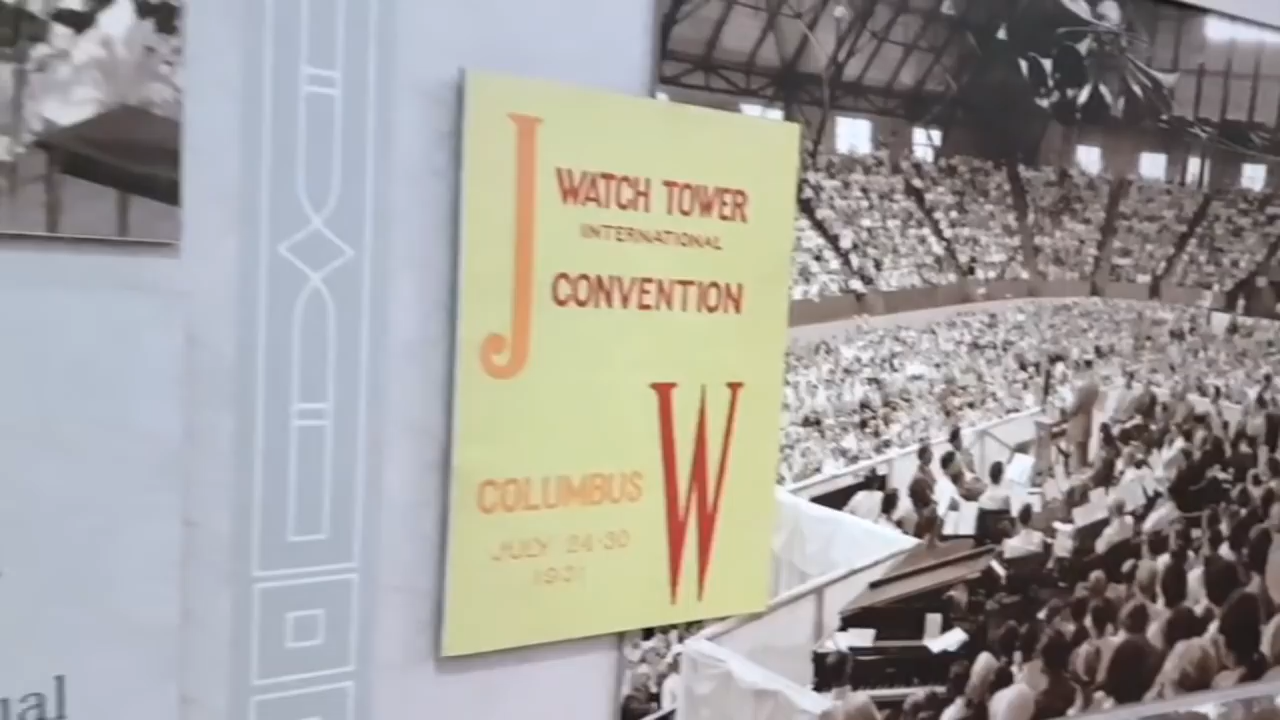 J
WATCH TOWER
INTERNATIONAL
CONVENTION
W
COLUMBUS
JULY 24-30
1931
ual